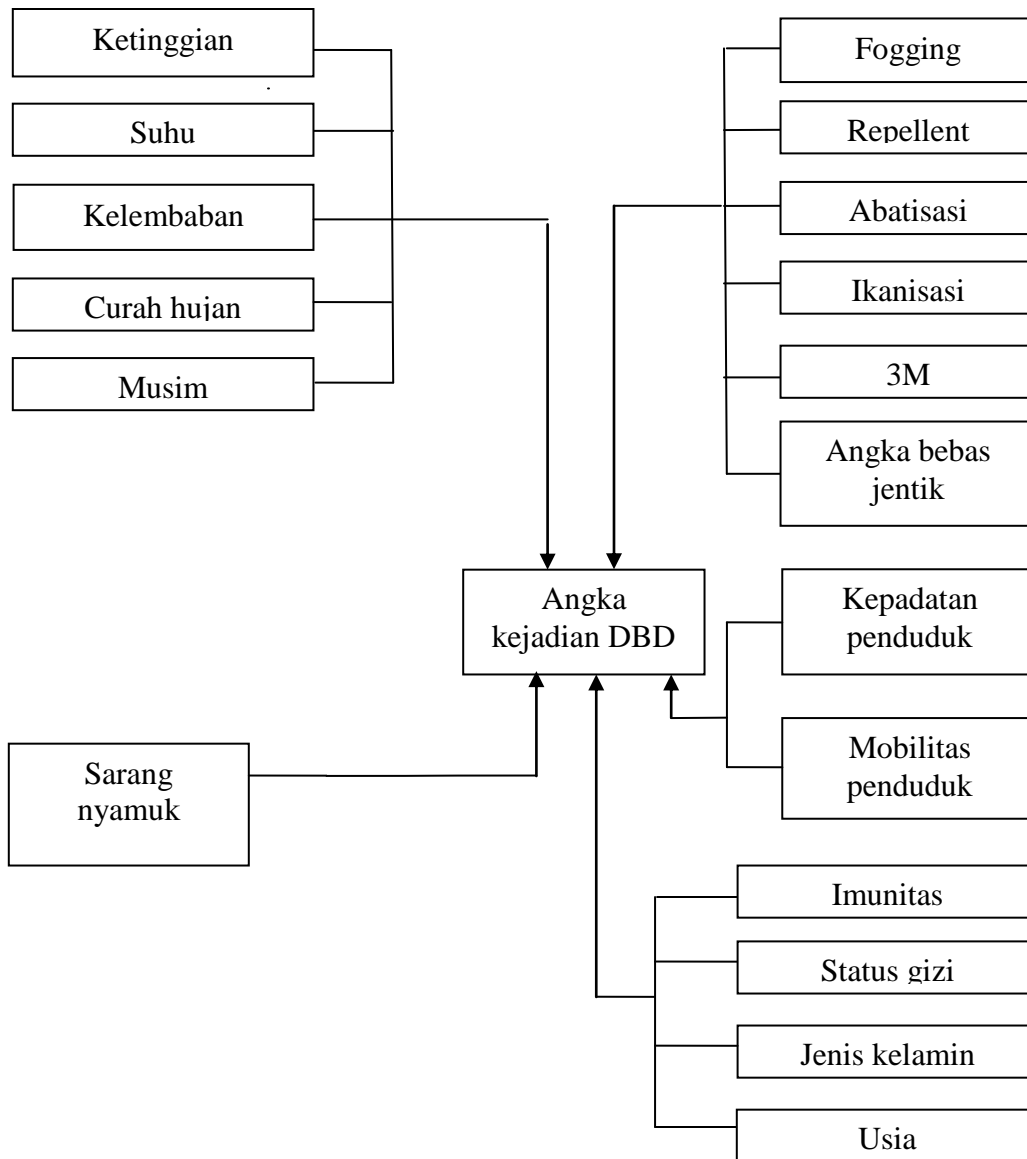 Ketinggian
Suhu
Kelembaban
Curah hujan
Musim
Fogging
Repellent
Abatisasi
Ikanisasi
3M
Angka bebas
jentik
Angka
kejadian DBD
Kepadatan
penduduk
Mobilitas
penduduk
Sarang
nyamuk
Imunitas
Status gizi
Jenis kelamin
Usia